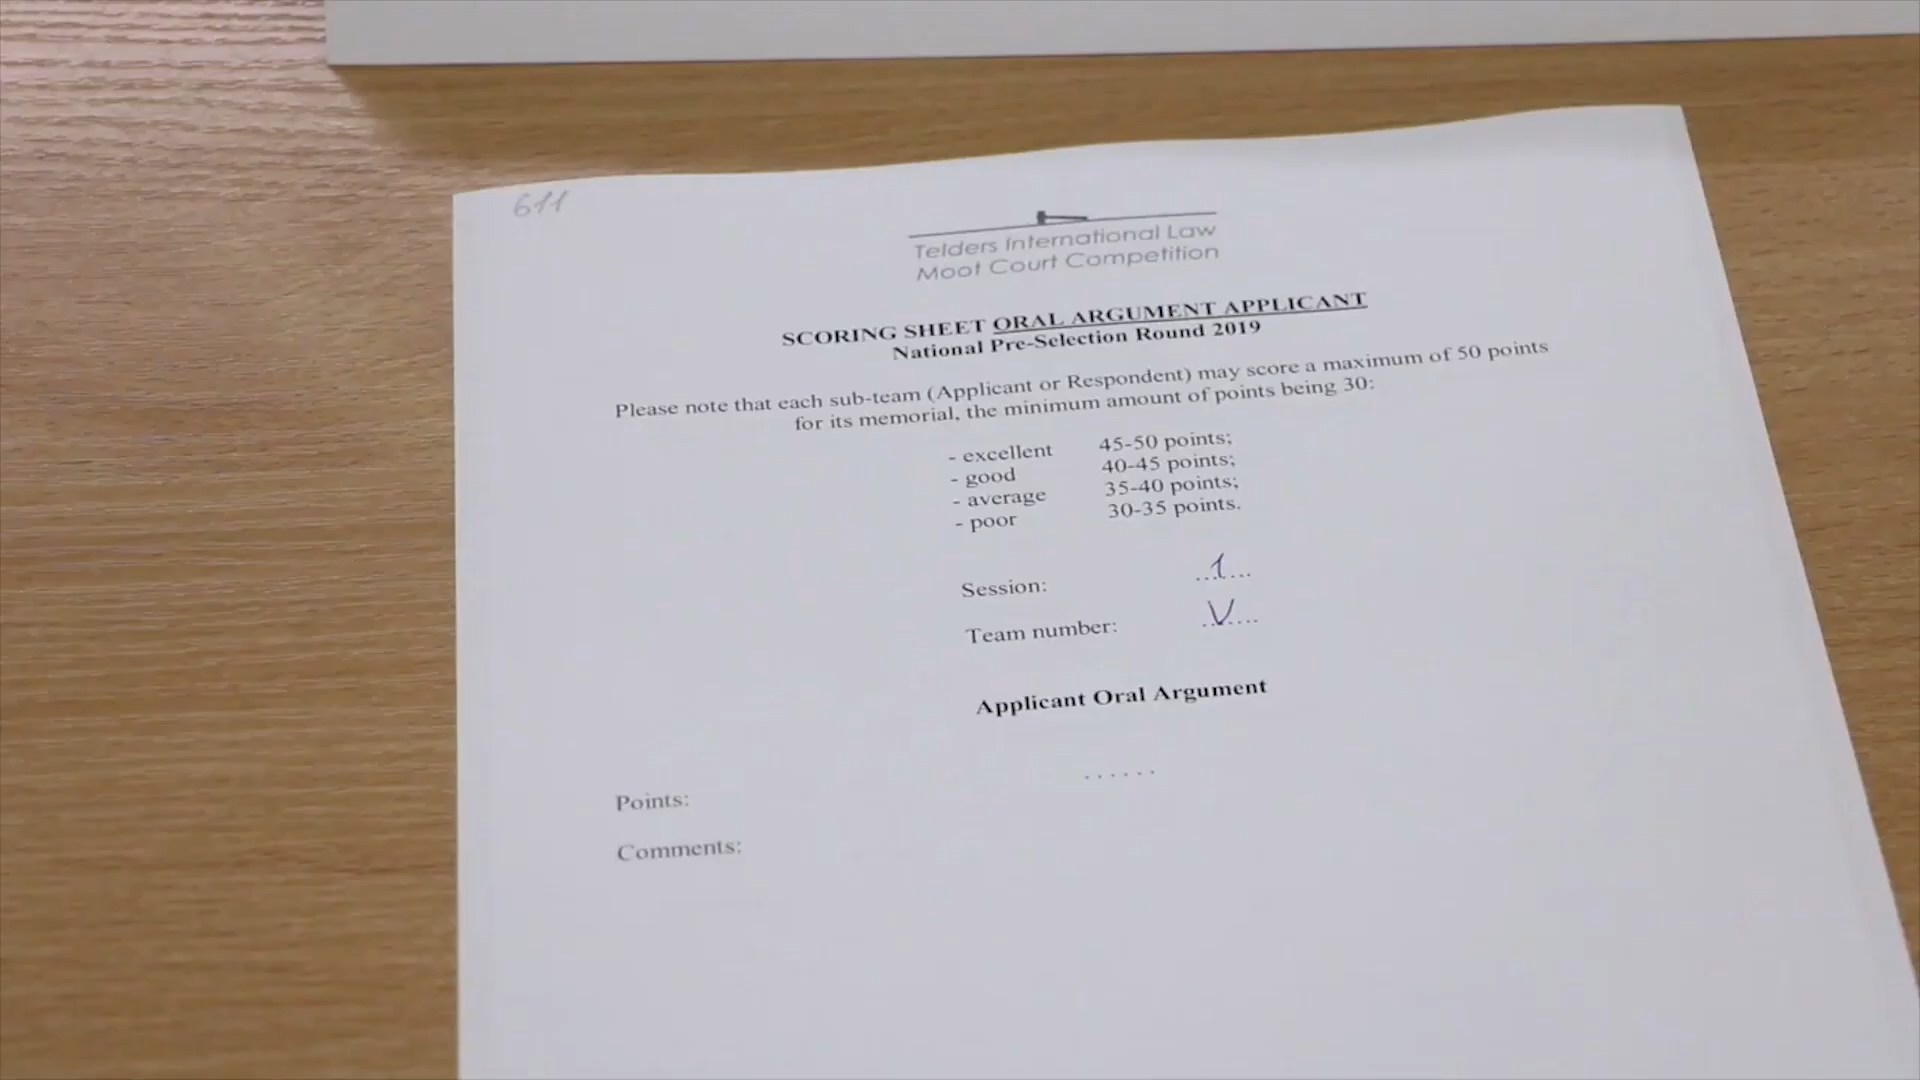 611
Telders International Law
Moot Court Competition
SCORING SHEET ORAL ARGUMENT APPLICANT
National Pre-Selection Round 2019
Please note that each sub-team (Applicant or Respondent) may score a maximum of 50 points
for its memorial, the minimum amount of points being 30:
- excellent 45-50 points;
- good 40-45 points;
- average 35-40 points;
- poor 30-35 points.
Session: ...1....
Team number: ...V....
Applicant Oral Argument
......
Points:
Comments: